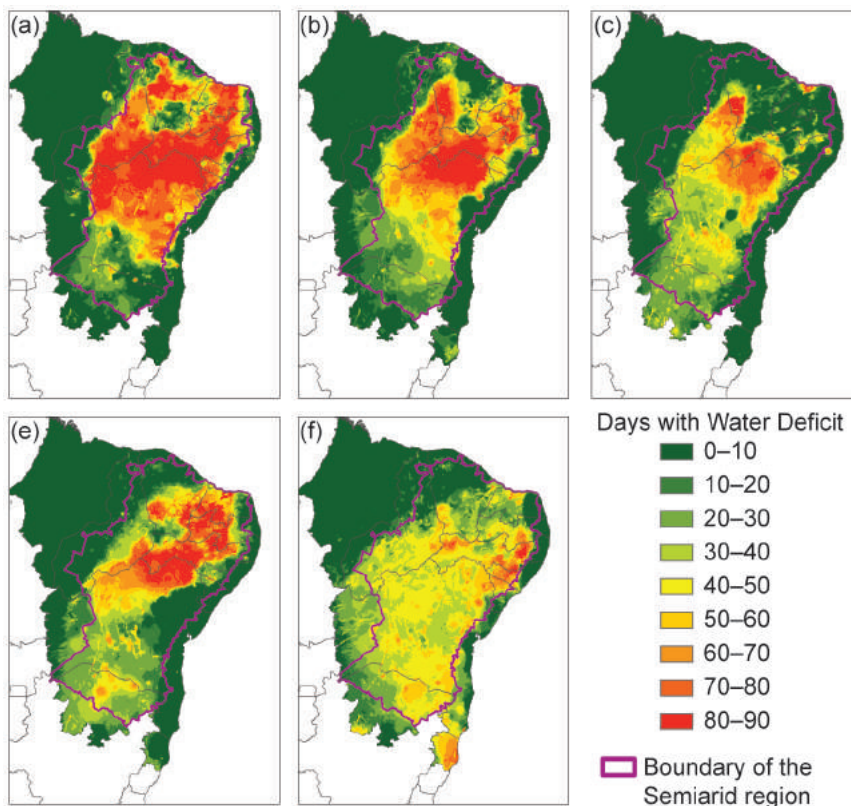 (a)
(b)
(c)
(e)
(f)
Days with Water Deficit
0–10
10–20
20–30
30–40
40–50
50–60
60–70
70–80
80–90
Boundary of the
Semiarid region